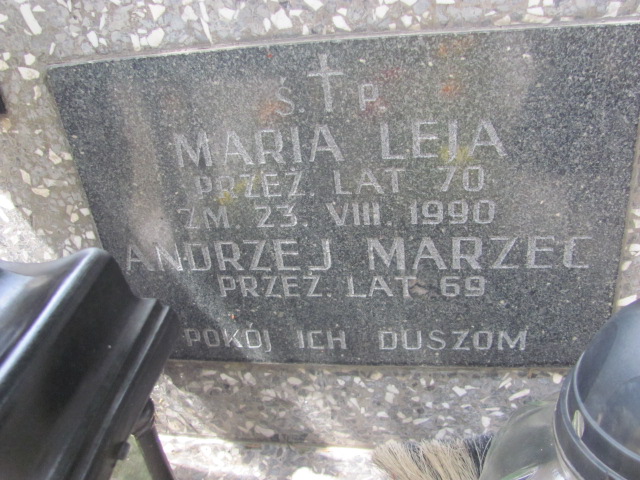 Ś. P.
MARIA LEJA
PRZEŻ. LAT 70
ZM. 23. VIII. 1990
ANDRZEJ MARZEC
PRZEŻ. LAT 69
POKÓJ ICH DUSZOM